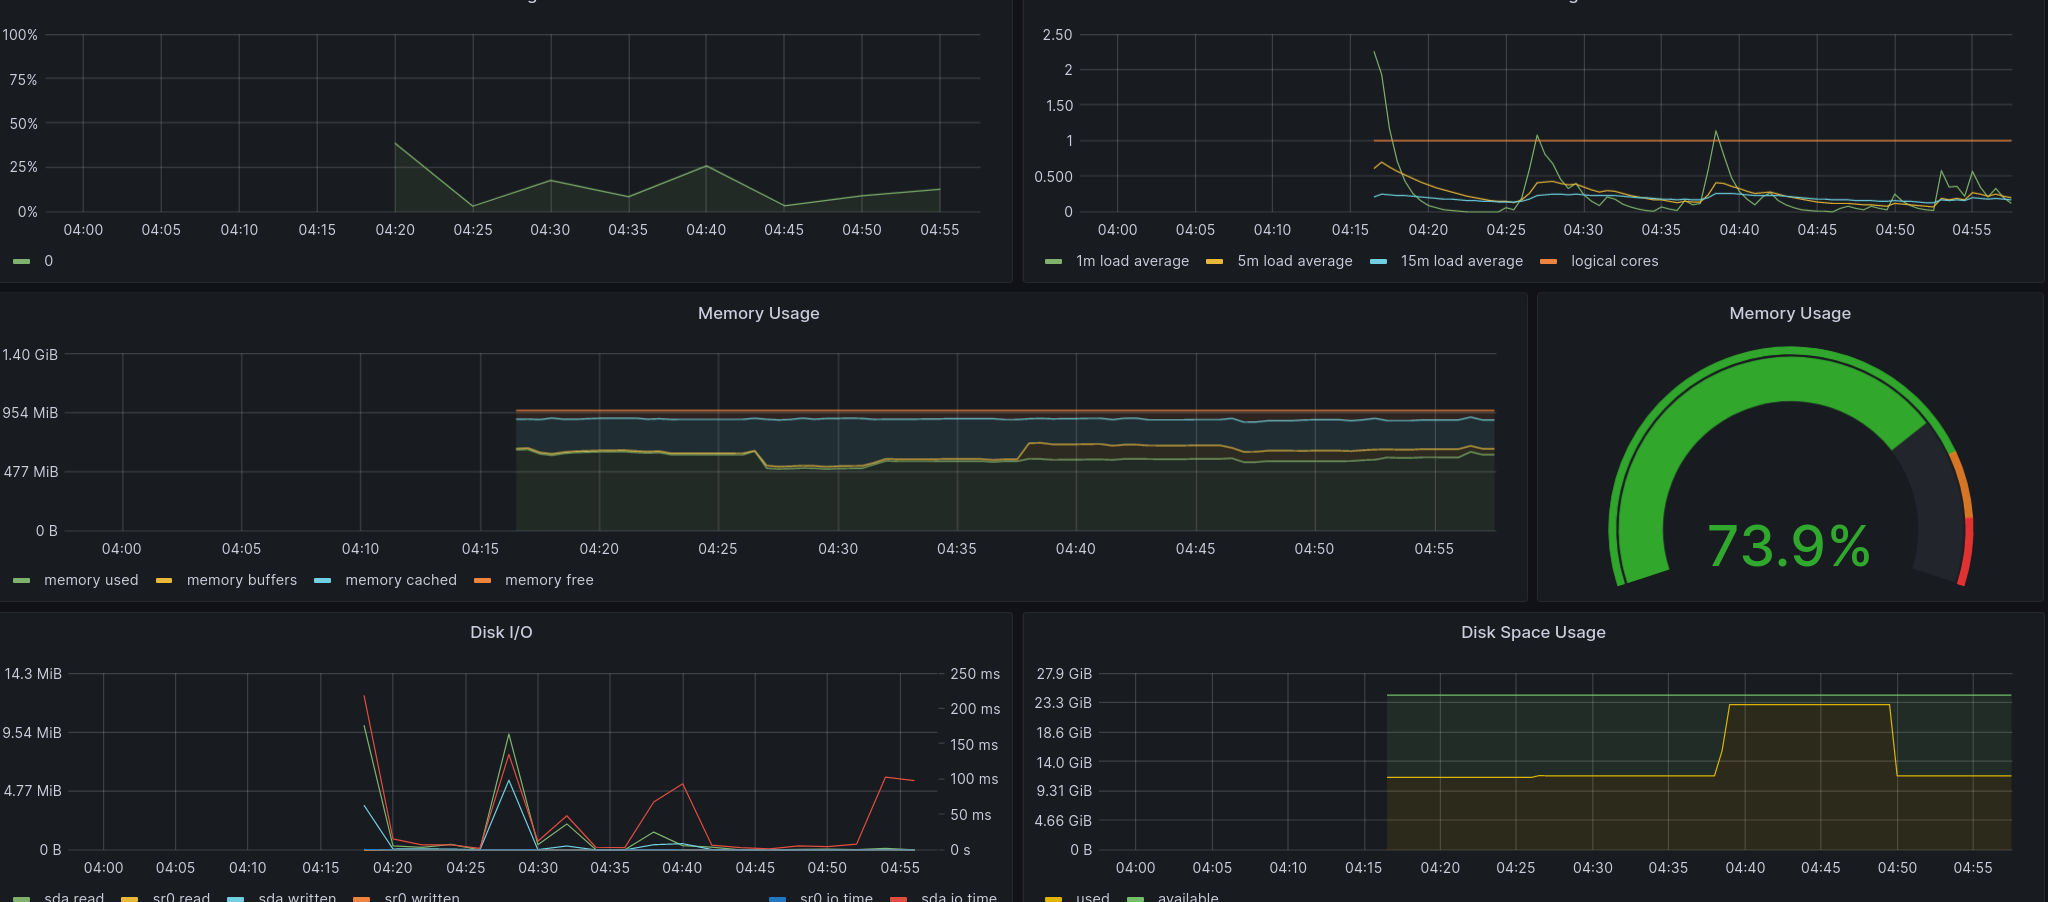 100%
75%
50%
25%
0%
04:00 04:05 04:10 04:15 04:20 04:25 04:30 04:35 04:40 04:45 04:50 04:55
0
2.50
2
1.50
1
0.500
0
04:00 04:05 04:10 04:15 04:20 04:25 04:30 04:35 04:40 04:45 04:50 04:55
1m load average 5m load average 15m load average logical cores
Memory Usage
1.40 GiB
954 MiB
477 MiB
0 B
04:00 04:05 04:10 04:15 04:20 04:25 04:30 04:35 04:40 04:45 04:50 04:55
memory used memory buffers memory cached memory free
Memory Usage
73.9%
Disk I/O
14.3 MiB
9.54 MiB
4.77 MiB
0 B
250 ms
200 ms
150 ms
100 ms
50 ms
0 s
04:00 04:05 04:10 04:15 04:20 04:25 04:30 04:35 04:40 04:45 04:50 04:55
sda read sr0 read sda written sr0 written sr0 io time sda io time
Disk Space Usage
27.9 GiB
23.3 GiB
18.6 GiB
14.0 GiB
9.31 GiB
4.66 GiB
0 B
04:00 04:05 04:10 04:15 04:20 04:25 04:30 04:35 04:40 04:45 04:50 04:55
used available